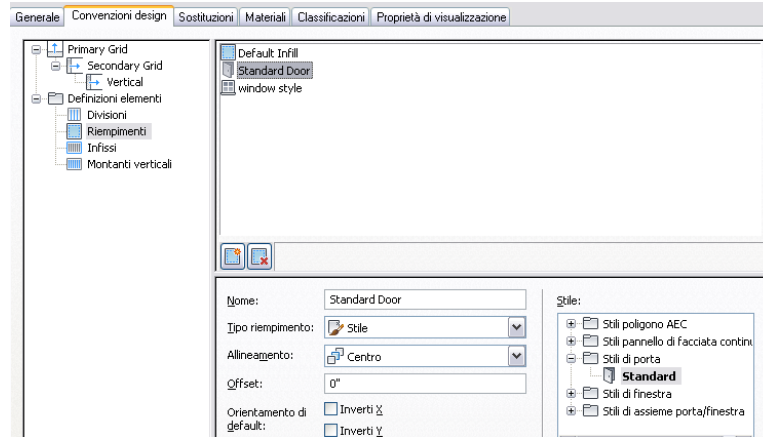 Generale Convenzioni design Sostituzioni Materiali Classificazioni Proprietà di visualizzazione
Primary Grid
Secondary Grid
Vertical
Definizioni elementi
Divisioni
Riempimenti
Infissi
Montanti verticali
Default Infill
Standard Door
window style
Nome: Standard Door
Tipo riempimento: Stile
Allineamento: Centro
Offset: 0"
Orientamento di default:
Inverti X
Inverti Y
Stile:
Stili poligono AEC
Stili pannello di facciata continu
Stili di porta
Standard
Stili di finestra
Stili di assieme porta/finestra